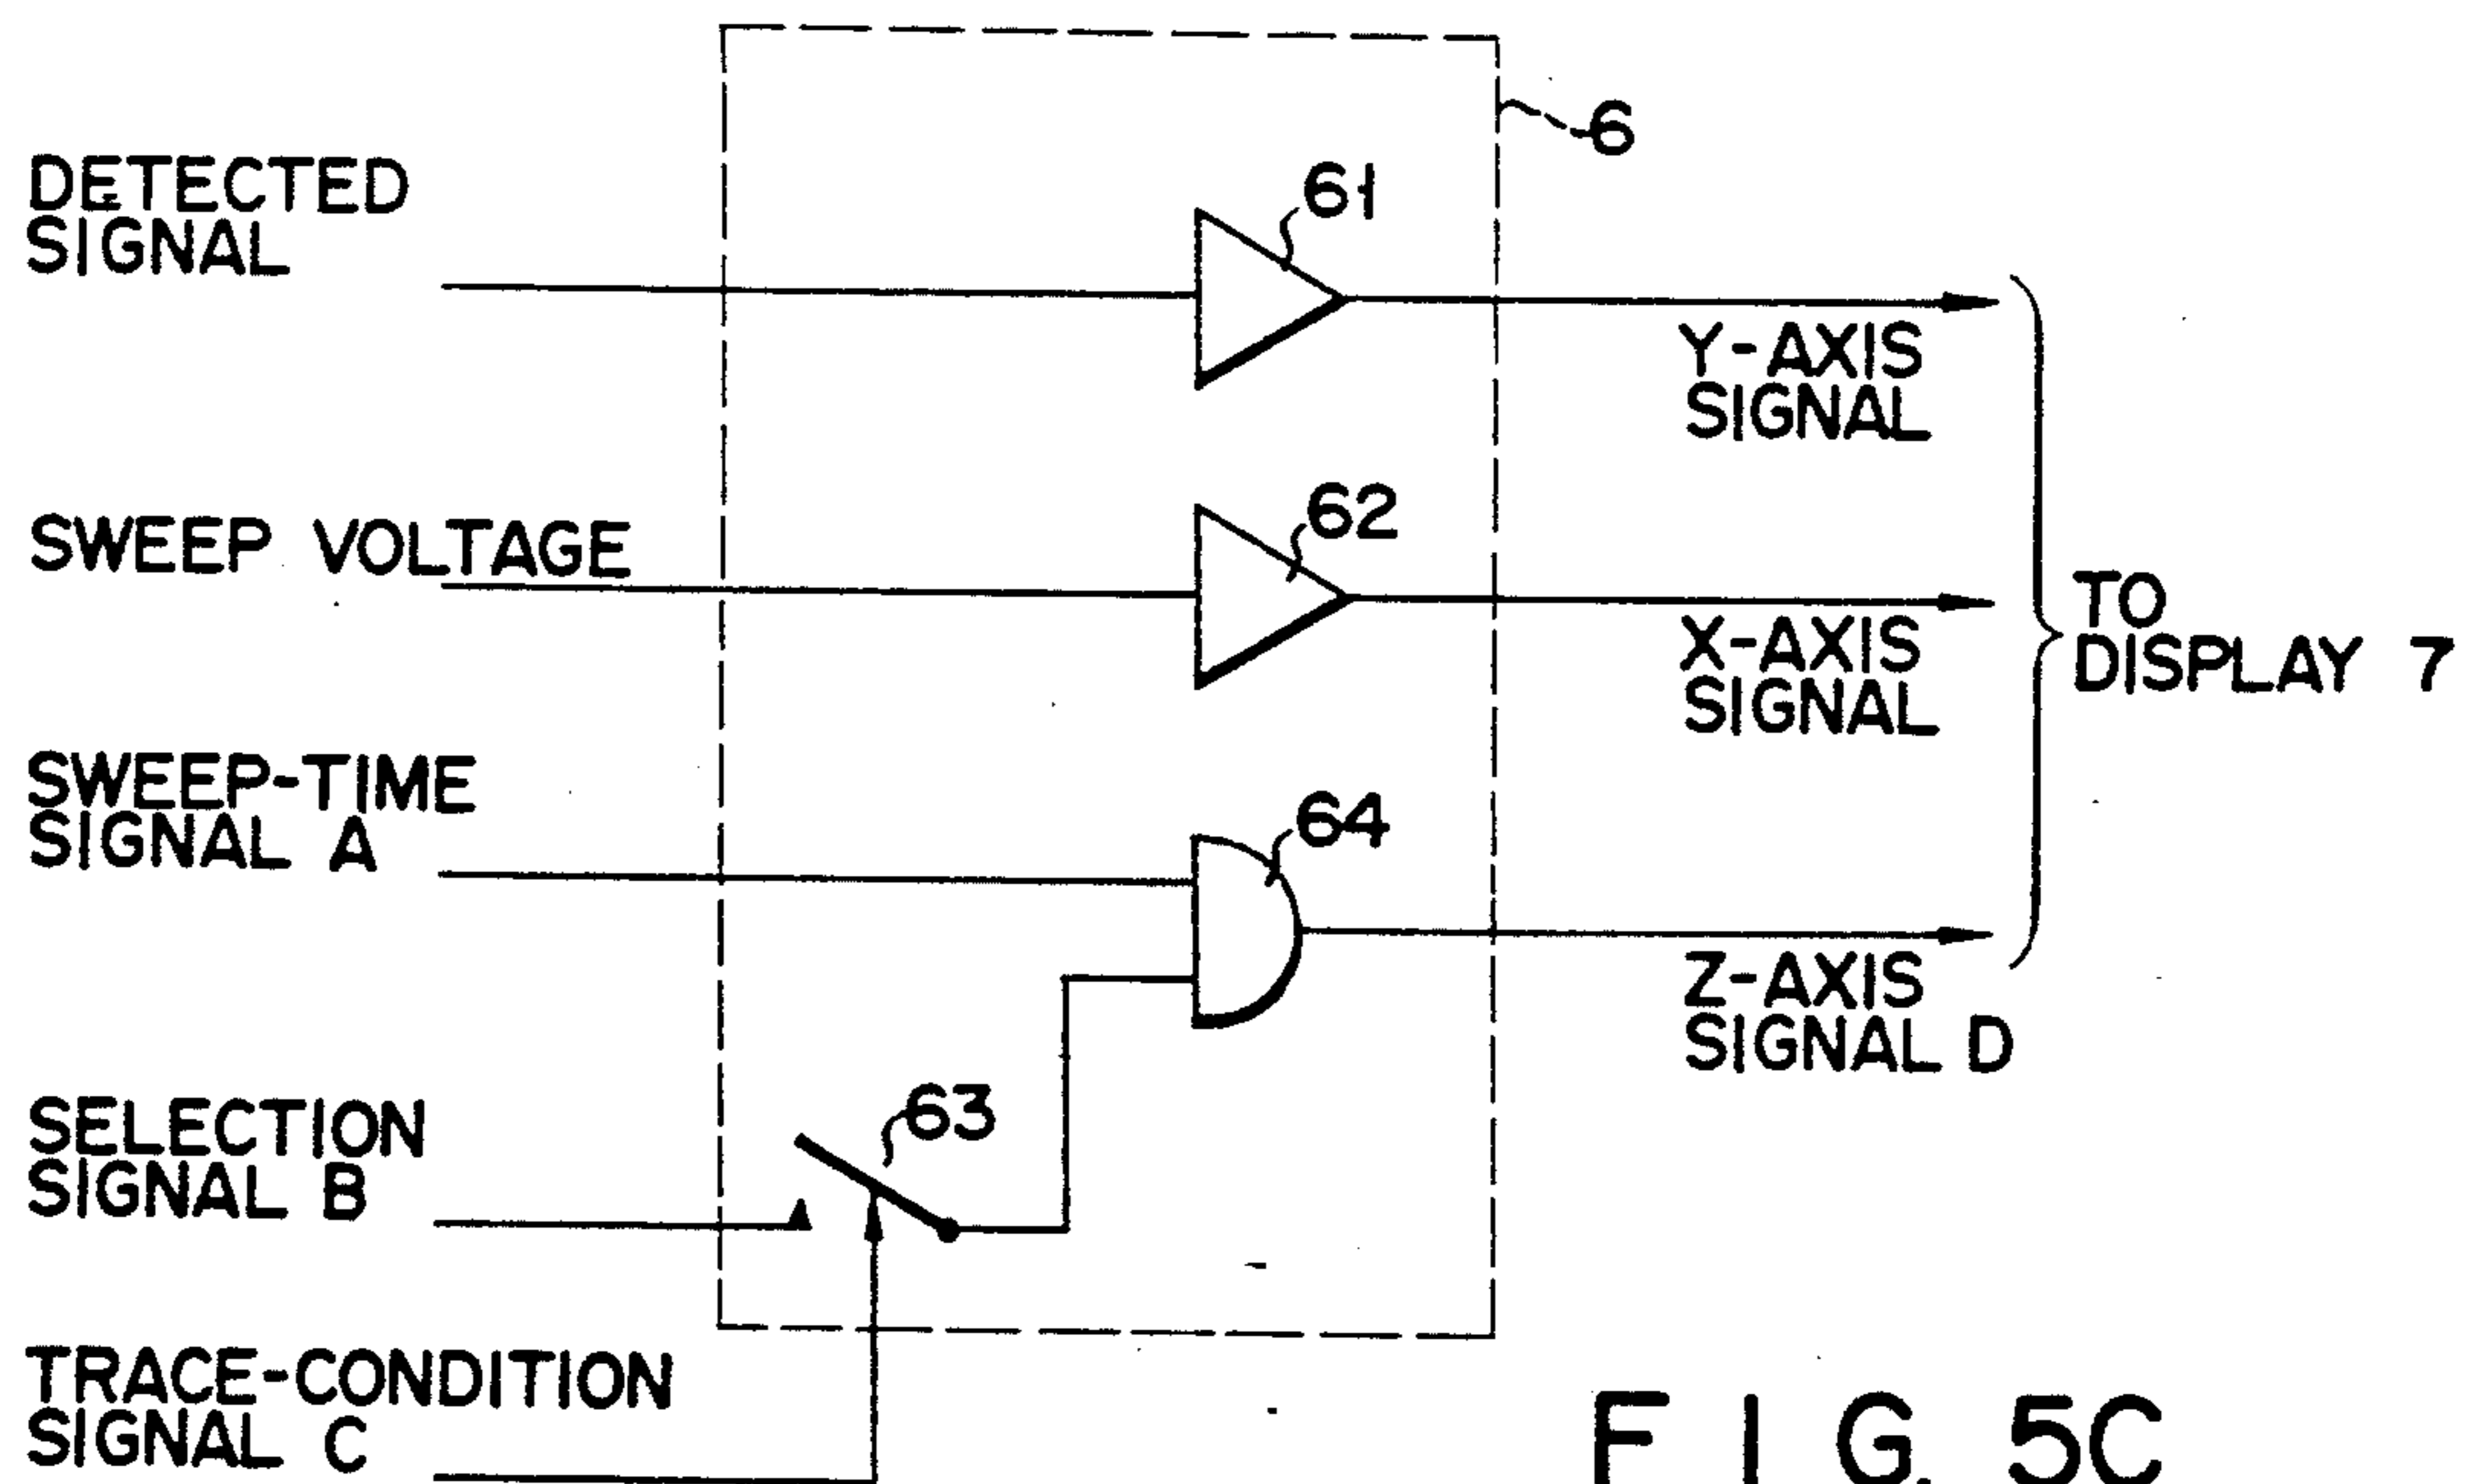 6
DETECTED
SIGNAL
61
Y-AXIS
SIGNAL
SWEEP VOLTAGE
62
X-AXIS
SIGNAL
TO
DISPLAY 7
SWEEP-TIME
SIGNAL A
64
Z-AXIS
SIGNAL D
SELECTION
SIGNAL B
63
TRACE-CONDITION
SIGNAL C
FIG. 5C